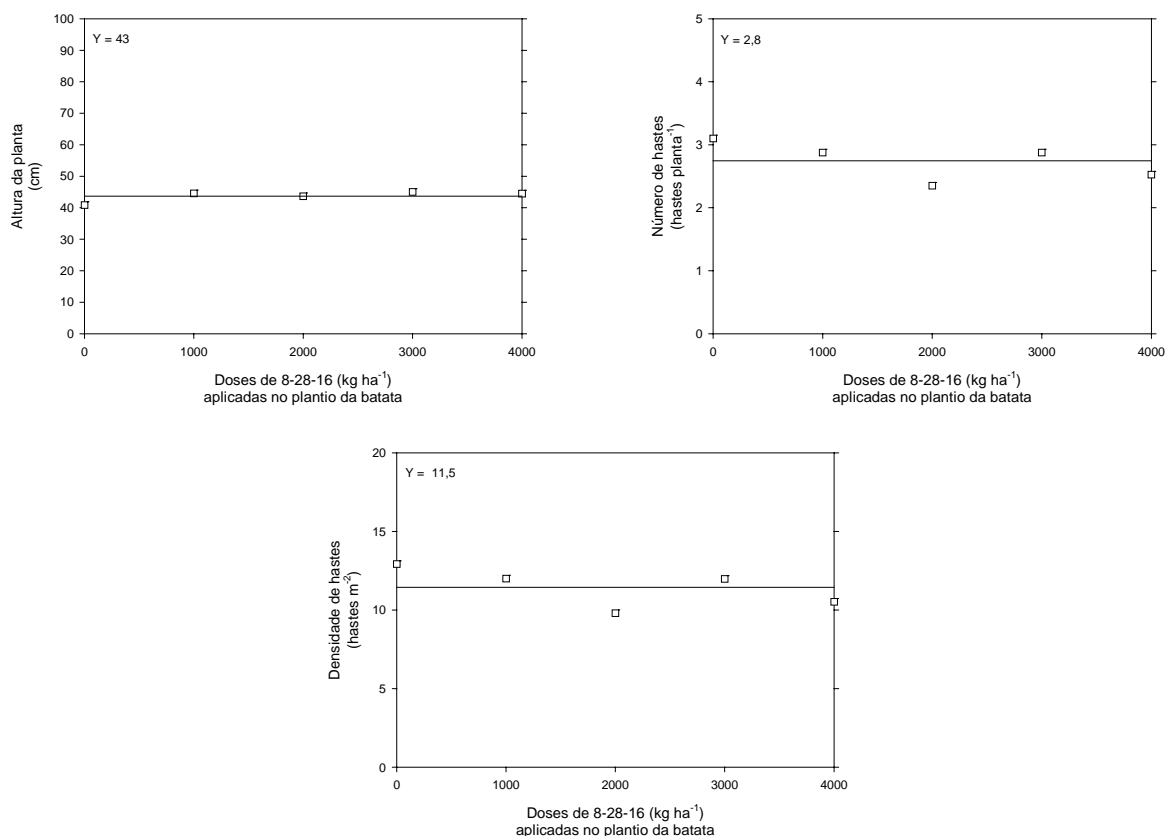 Y = 43
Altura da planta
(cm)
100
90
80
70
60
50
40
30
20
10
0
0 1000 2000 3000 4000
Doses de 8-28-16 (kg ha⁻¹)
aplicadas no plantio da batata
Y = 2,8
Número de hastes
(hastes planta⁻¹)
5
4
3
2
1
0
0 1000 2000 3000 4000
Doses de 8-28-16 (kg ha⁻¹)
aplicadas no plantio da batata
Y = 11,5
Densidade de hastes
(hastes m⁻²)
20
15
10
5
0
0 1000 2000 3000 4000
Doses de 8-28-16 (kg ha⁻¹)
aplicadas no plantio da batata